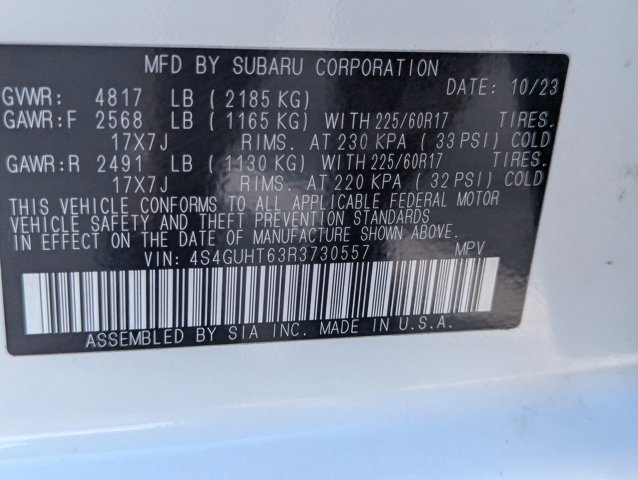 MFD BY SUBARU CORPORATION
DATE: 10/23
GVWR: 4817 LB ( 2185 KG)
GAWR:F 2568 LB ( 1165 KG) WITH 225/60R17 TIRES.
17X7J RIMS. AT 230 KPA ( 33 PSI) COLD
GAWR:R 2491 LB ( 1130 KG) WITH 225/60R17 TIRES.
17X7J RIMS. AT 220 KPA ( 32 PSI) COLD
THIS VEHICLE CONFORMS TO ALL APPLICABLE FEDERAL MOTOR
VEHICLE SAFETY AND THEFT PREVENTION STANDARDS
IN EFFECT ON THE DATE OF MANUFACTURE SHOWN ABOVE.
VIN: 4S4GUHT63R3730557 MPV
ASSEMBLED BY SIA INC. MADE IN U.S.A.